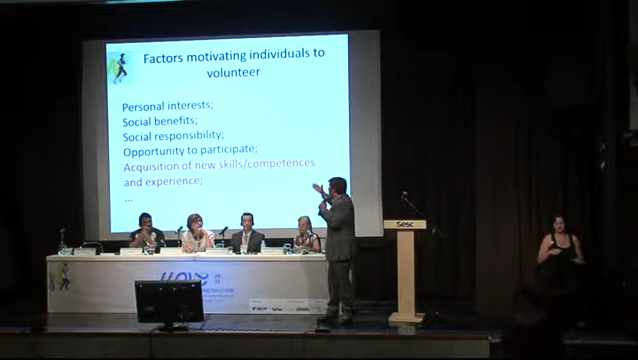 Factors motivating individuals to
volunteer
Personal interests;
Social benefits;
Social responsibility;
Opportunity to participate;
Acquisition of new skills/competences
and experience;
...
Sesc